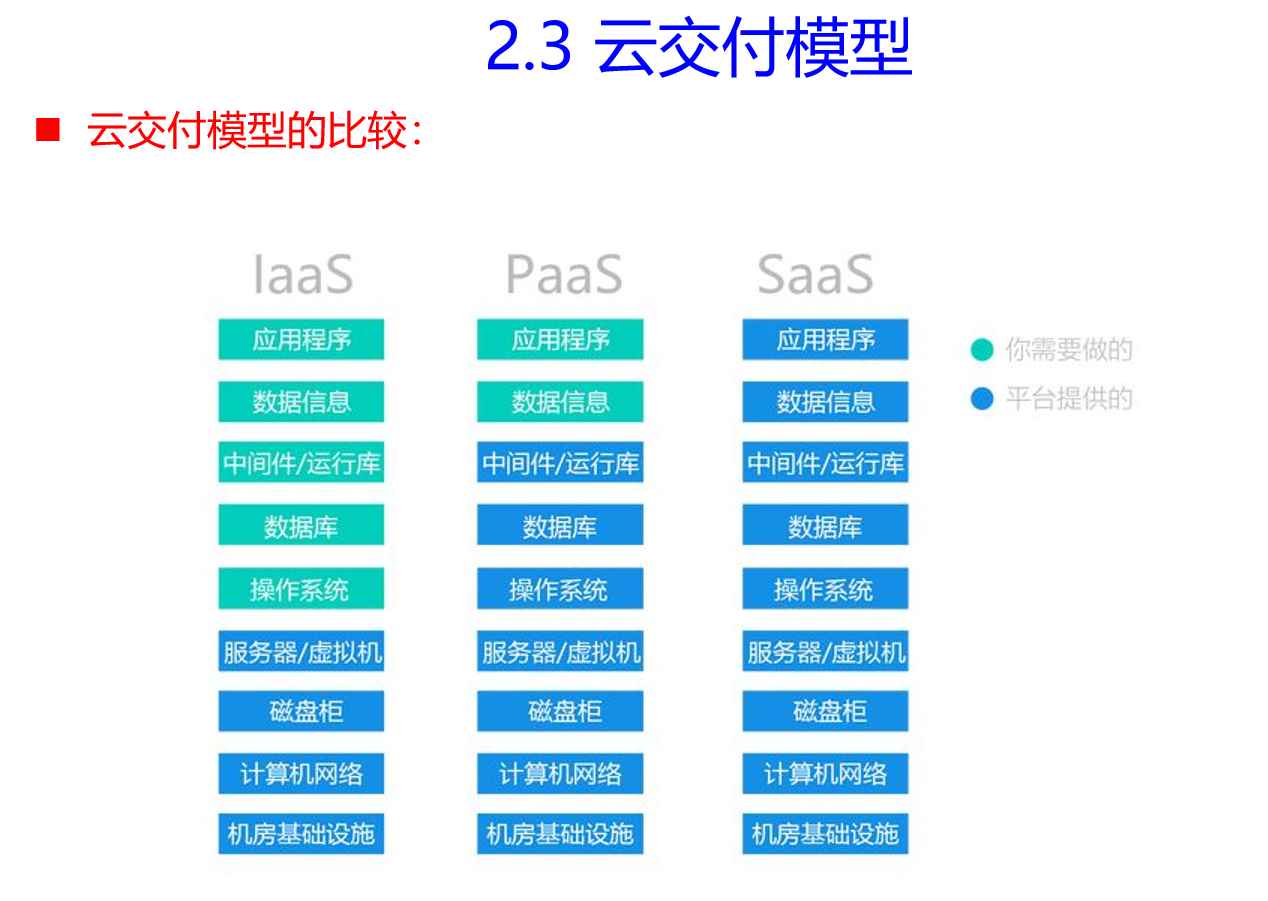 2.3 云交付模型
云交付模型的比较：
IaaS PaaS SaaS
应用程序 应用程序 应用程序
你需要做的
数据信息 数据信息 数据信息
平台提供的
中间件/运行库 中间件/运行库 中间件/运行库
数据库 数据库 数据库
操作系统 操作系统 操作系统
服务器/虚拟机 服务器/虚拟机 服务器/虚拟机
磁盘柜 磁盘柜 磁盘柜
计算机网络 计算机网络 计算机网络
机房基础设施 机房基础设施 机房基础设施